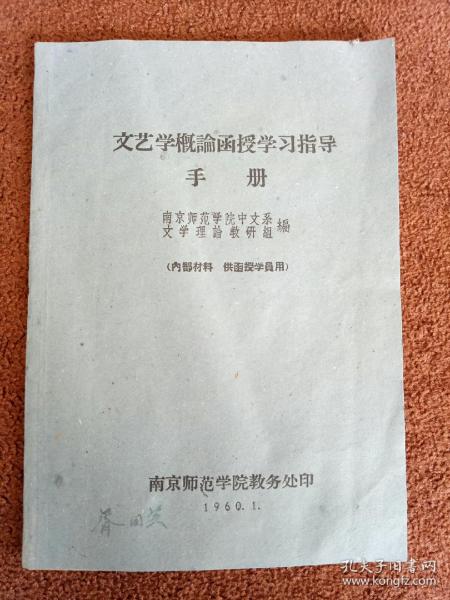 文艺学概論函授学习指导
手册
南京师范学院中文系
文学理論教研組 編
(內部材料 供函授学員用)
南京师范学院教务处印
1960.1.
孔夫子旧书网
www.kongfz.com